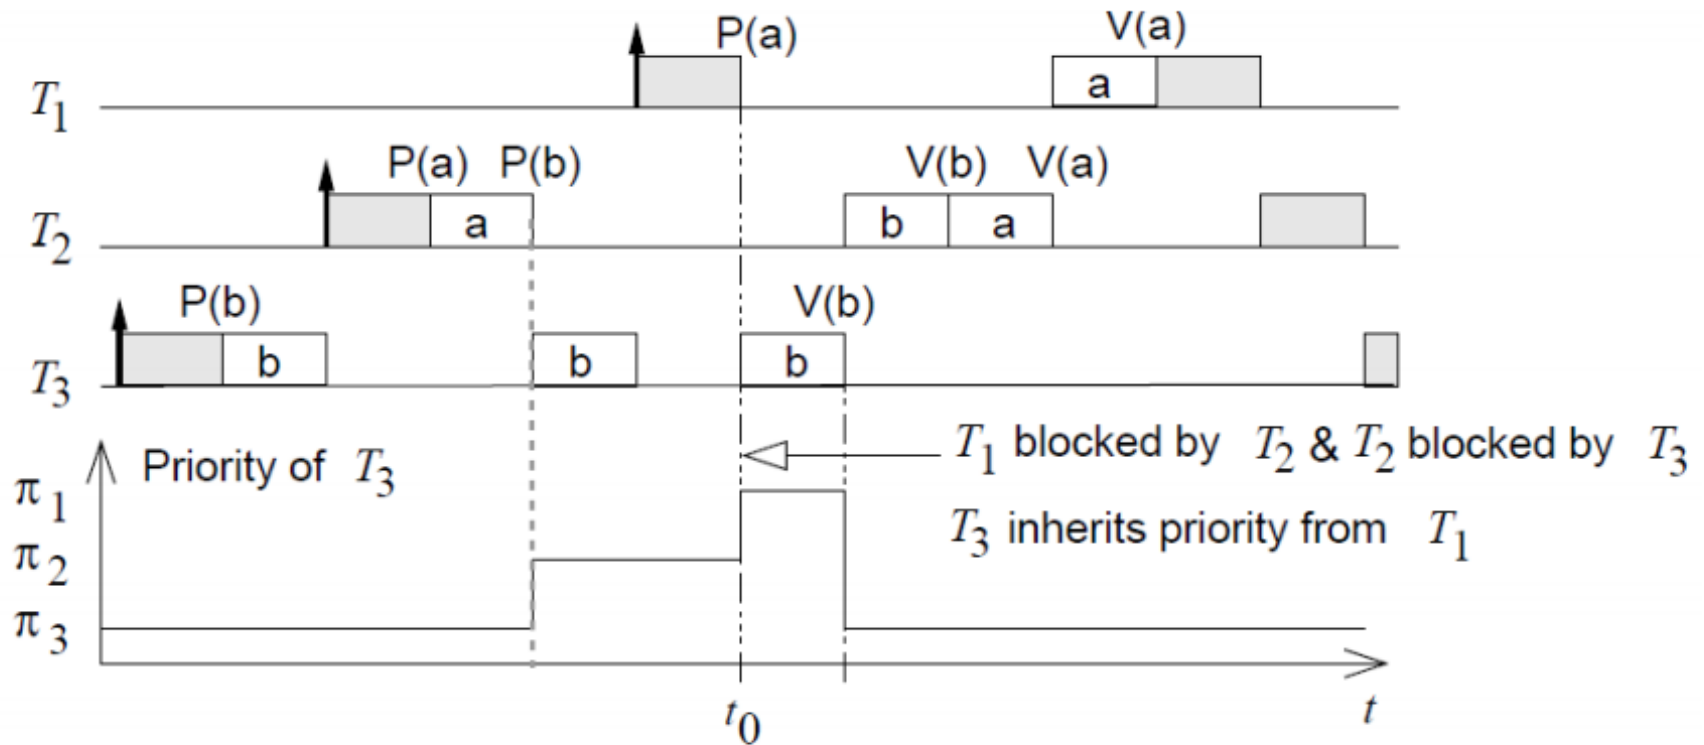 P(a) V(a)
T1 a
P(a) P(b) V(b) V(a)
T2 a b a
P(b) V(b)
T3 b b b
Priority of T3
T1 blocked by T2 & T2 blocked by T3
π1
T3 inherits priority from T1
π2
π3
t0 t